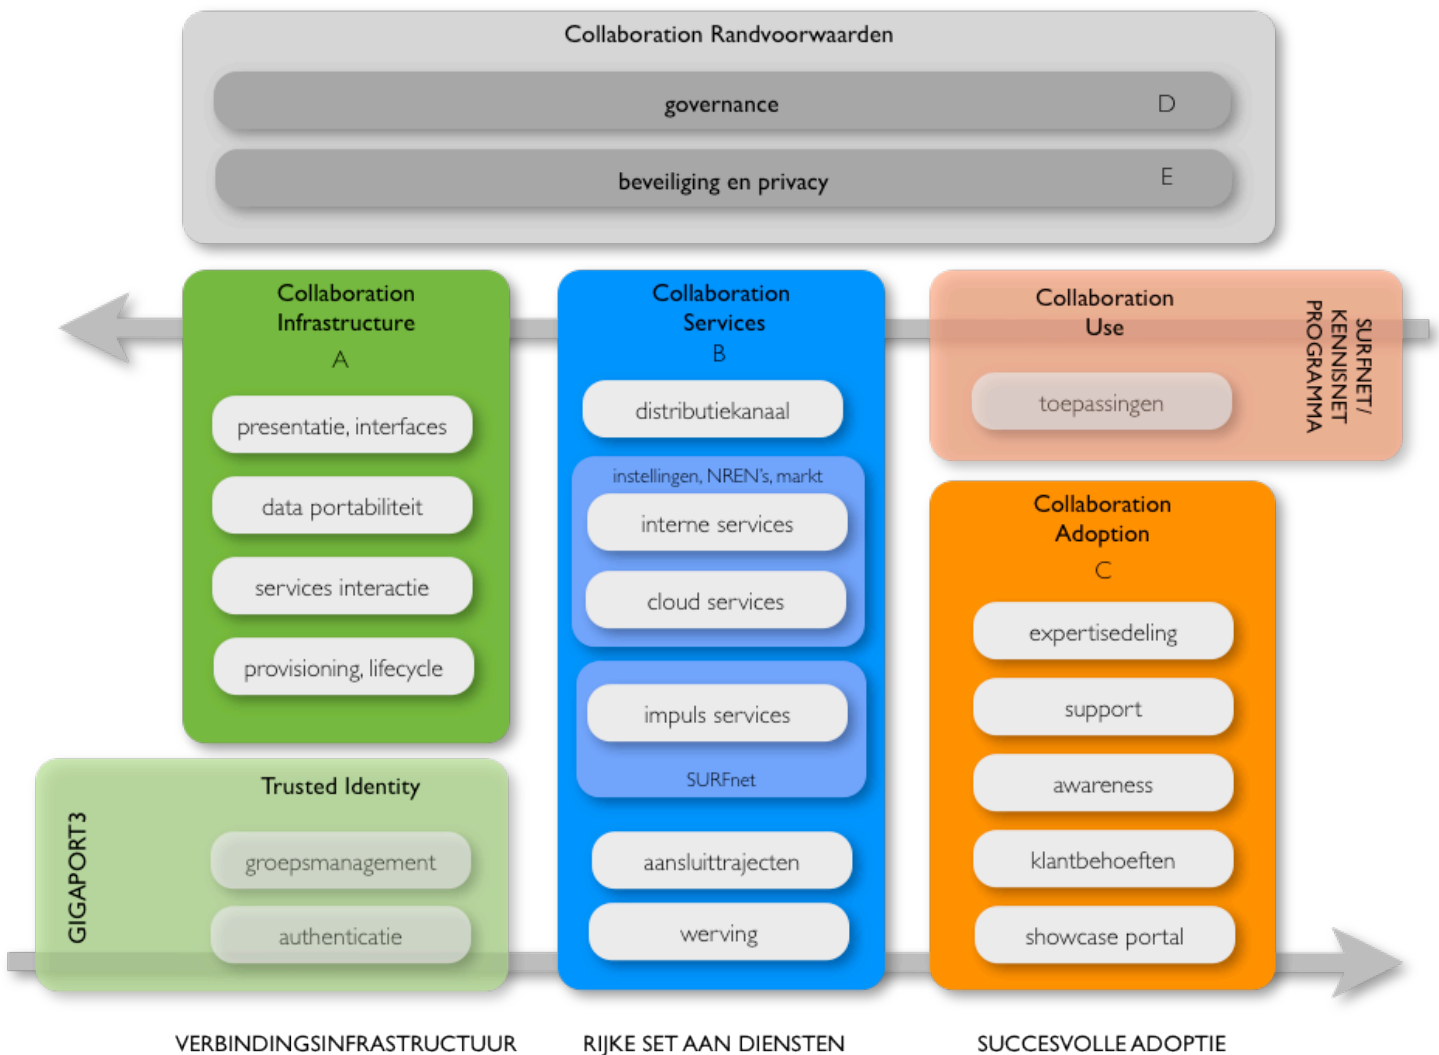 Collaboration Randvoorwaarden
governance
D
beveiliging en privacy
E
Collaboration
Infrastructure
A
presentatie, interfaces
data portabiliteit
services interactie
provisioning, lifecycle
Trusted Identity
GIGAPORT3
groepsmanagement
authenticatie
VERBINDINGSINFRASTRUCTUUR
Collaboration
Services
B
distributiekanaal
instellingen, NREN's, markt
interne services
cloud services
impuls services
SURFnet
aansluittrajecten
werving
RIJKE SET AAN DIENSTEN
Collaboration
Use
toepassingen
SURFNET/
KENNISNET
PROGRAMMA
Collaboration
Adoption
C
expertisedeling
support
awareness
klantbehoeften
showcase portal
SUCCESVOLLE ADOPTIE